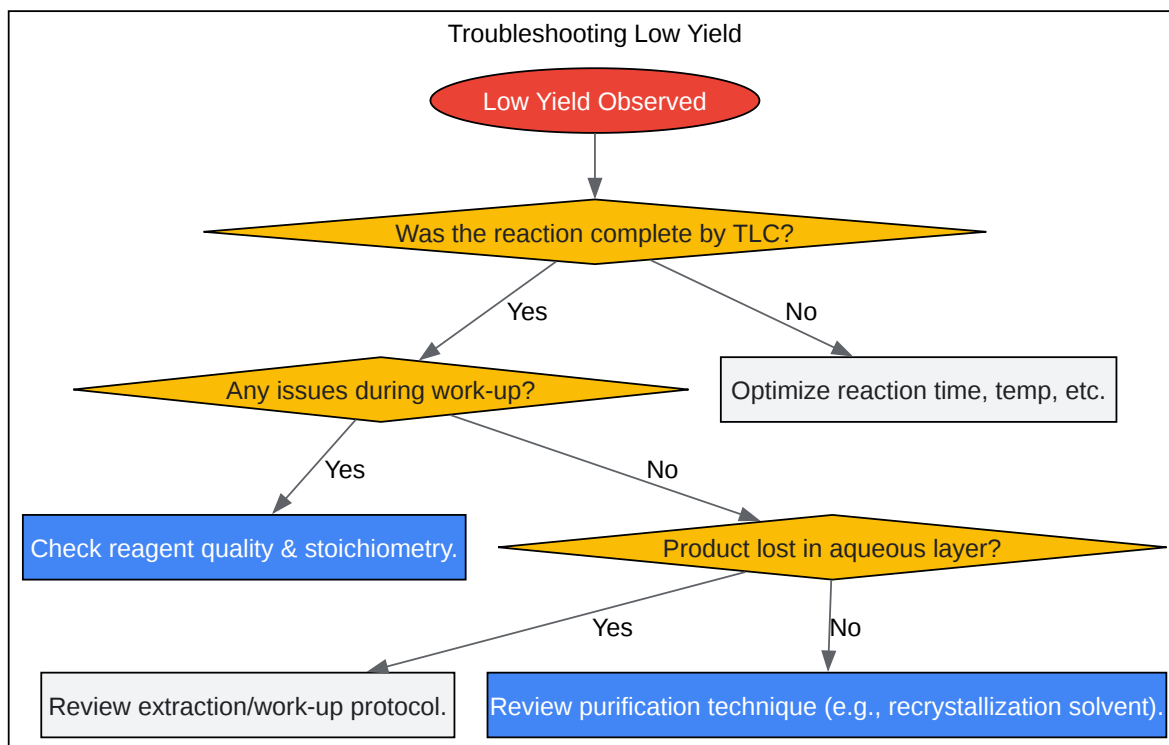 Troubleshooting Low Yield
Low Yield Observed
Was the reaction complete by TLC?
Yes
No
Any issues during work-up?
Optimize reaction time, temp, etc.
Yes
No
Check reagent quality & stoichiometry.
Product lost in aqueous layer?
Yes
No
Review extraction/work-up protocol.
Review purification technique (e.g., recrystallization solvent).